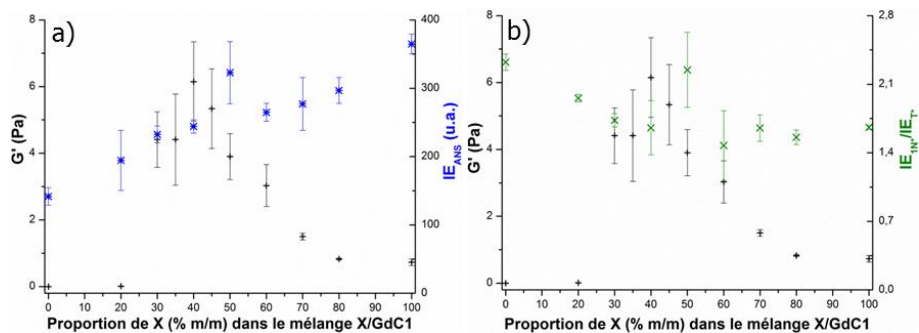 a)
8
6
4
2
0
G' (Pa)
400
300
200
100
0
IE_ANS (u.a.)
0 10 20 30 40 50 60 70 80 90 100
Proportion de X (% m/m) dans le mélange X/GdC1
b)
8
6
4
2
0
G' (Pa)
2,8
2,1
1,4
0,7
0,0
0 10 20 30 40 50 60 70 80 90 100
Proportion de X (% m/m) dans le mélange X/GdC1